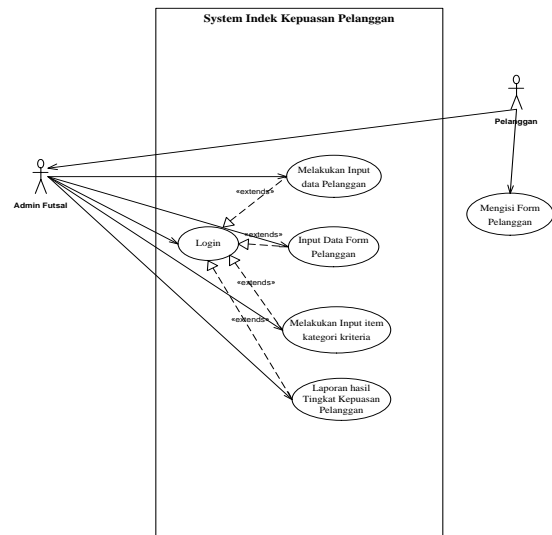 System Indek Kepuasan Pelanggan
Pelanggan
Admin Futsal
Melakukan Input
data Pelanggan
«extends»
Mengisi Form
Pelanggan
Login
«extends»
Input Data Form
Pelanggan
«extends»
Melakukan Input item
kategori kriteria
«extends»
Laporan hasil
Tingkat Kepuasan
Pelanggan